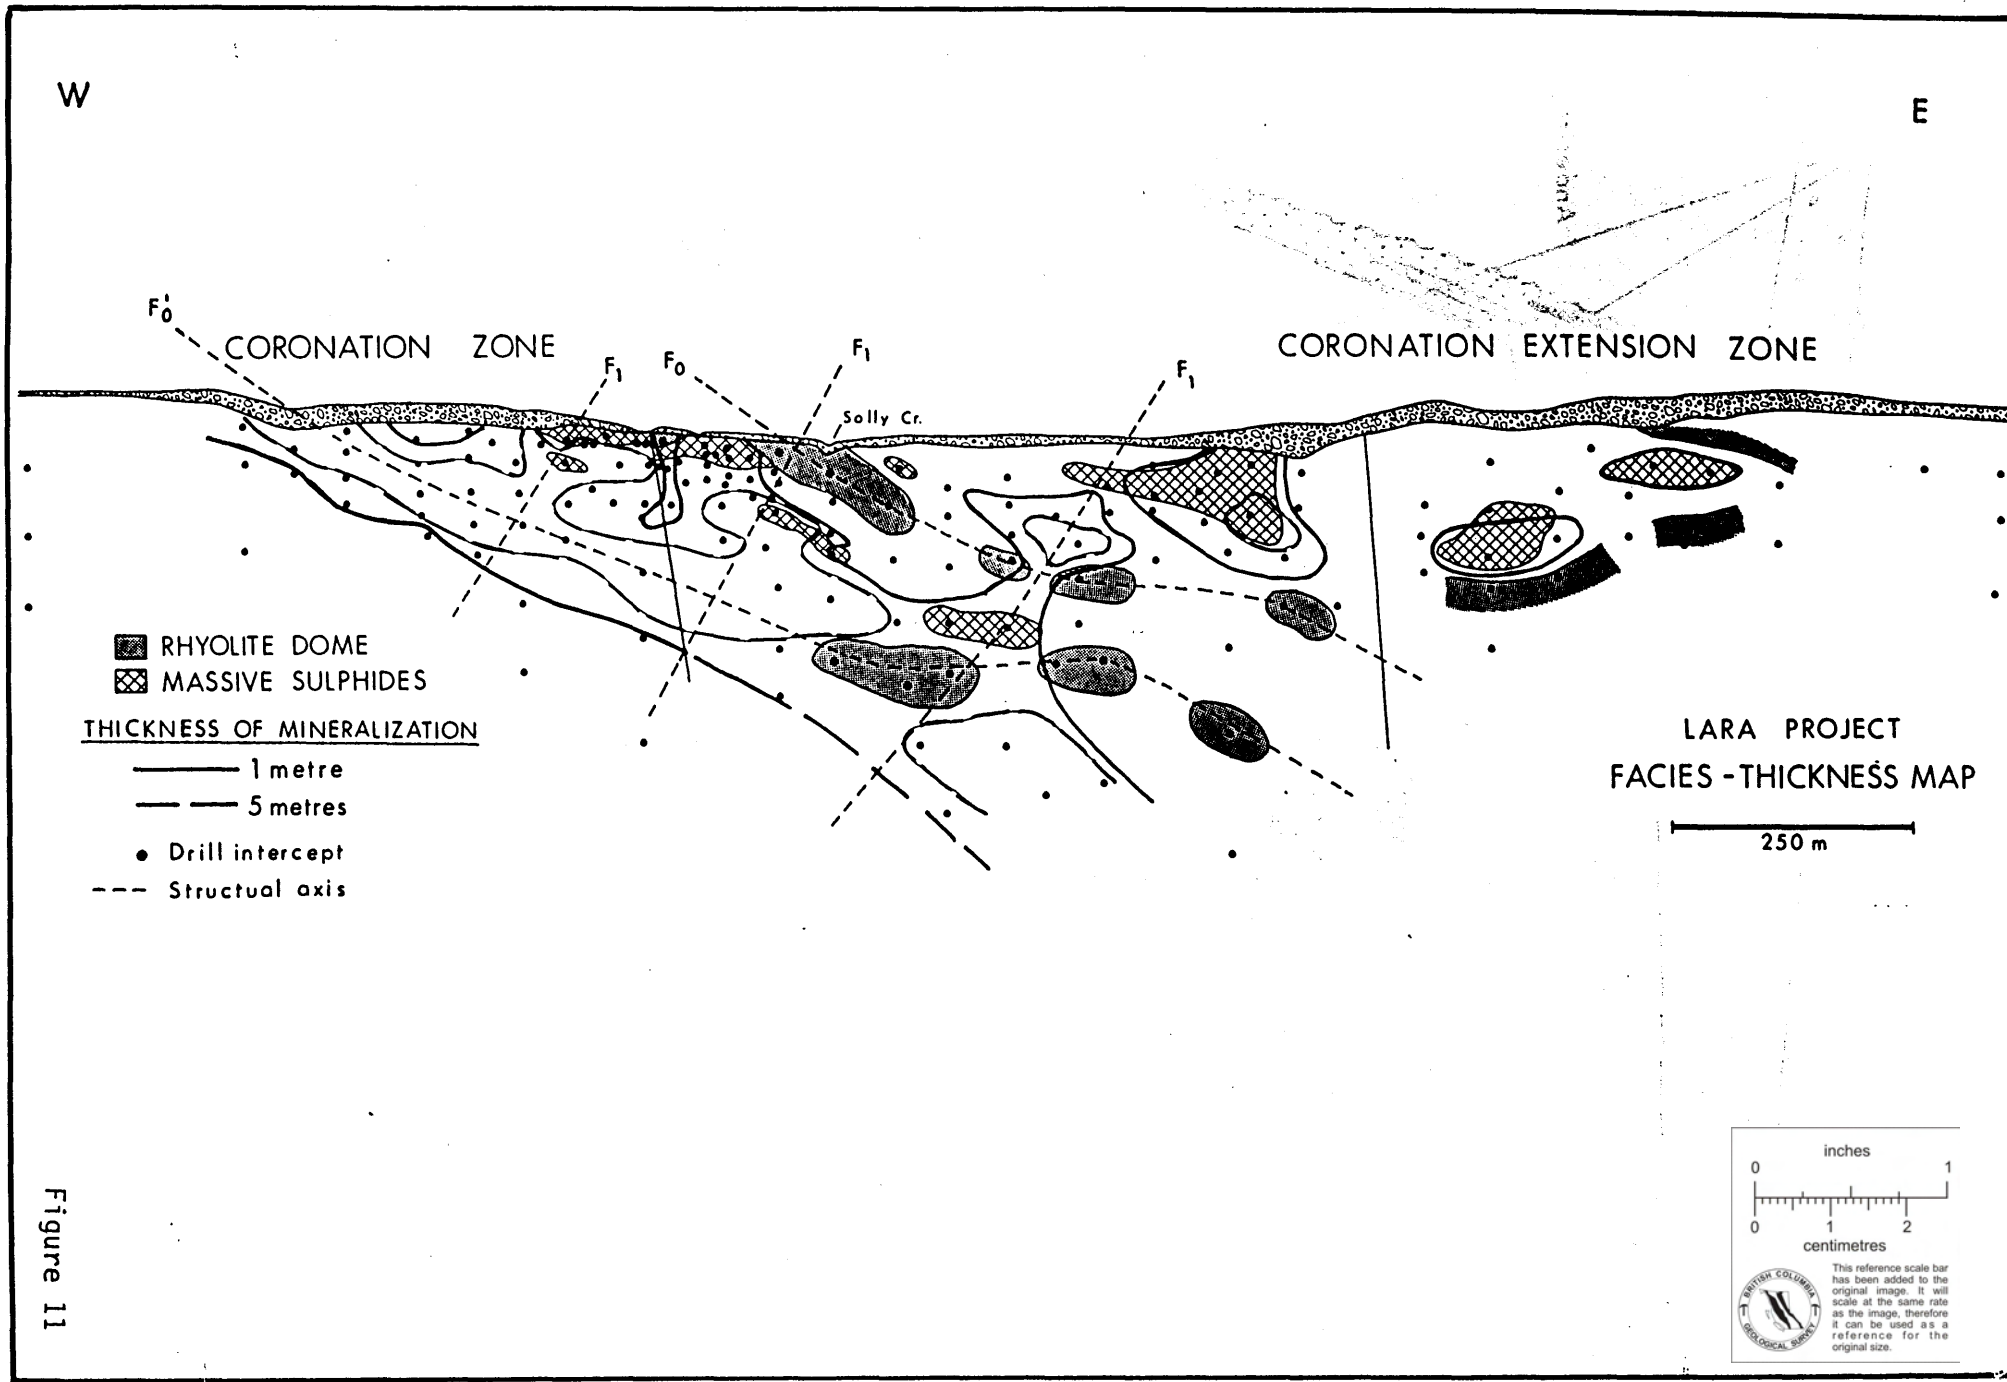 W
E
F₀'
CORONATION ZONE
F₁
F₀
F₁
Solly Cr.
F₁
CORONATION EXTENSION ZONE
RHYOLITE DOME
MASSIVE SULPHIDES
THICKNESS OF MINERALIZATION
1 metre
5 metres
Drill intercept
Structual axis
LARA PROJECT
FACIES - THICKNESS MAP
250 m
Figure 11
inches
0 1
0 1 2
centimetres
This reference scale bar
has been added to the
original image. It will
scale at the same rate
as the image, therefore
it can be used as a
reference for the
original size.
BRITISH COLUMBIA
GEOLOGICAL SURVEY